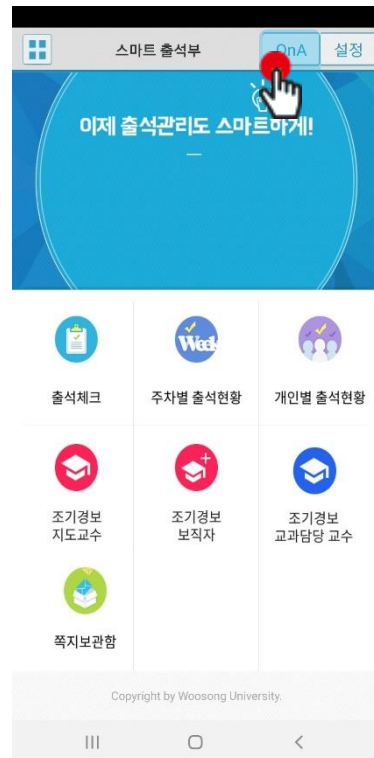 스마트 출석부
QnA
설정
이제 출석관리도 스마트하게!
Week
출석체크
주차별 출석현황
개인별 출석현황
조기경보
지도교수
조기경보
보직자
조기경보
교과담당 교수
쪽지보관함
Copyright by Woosong University.